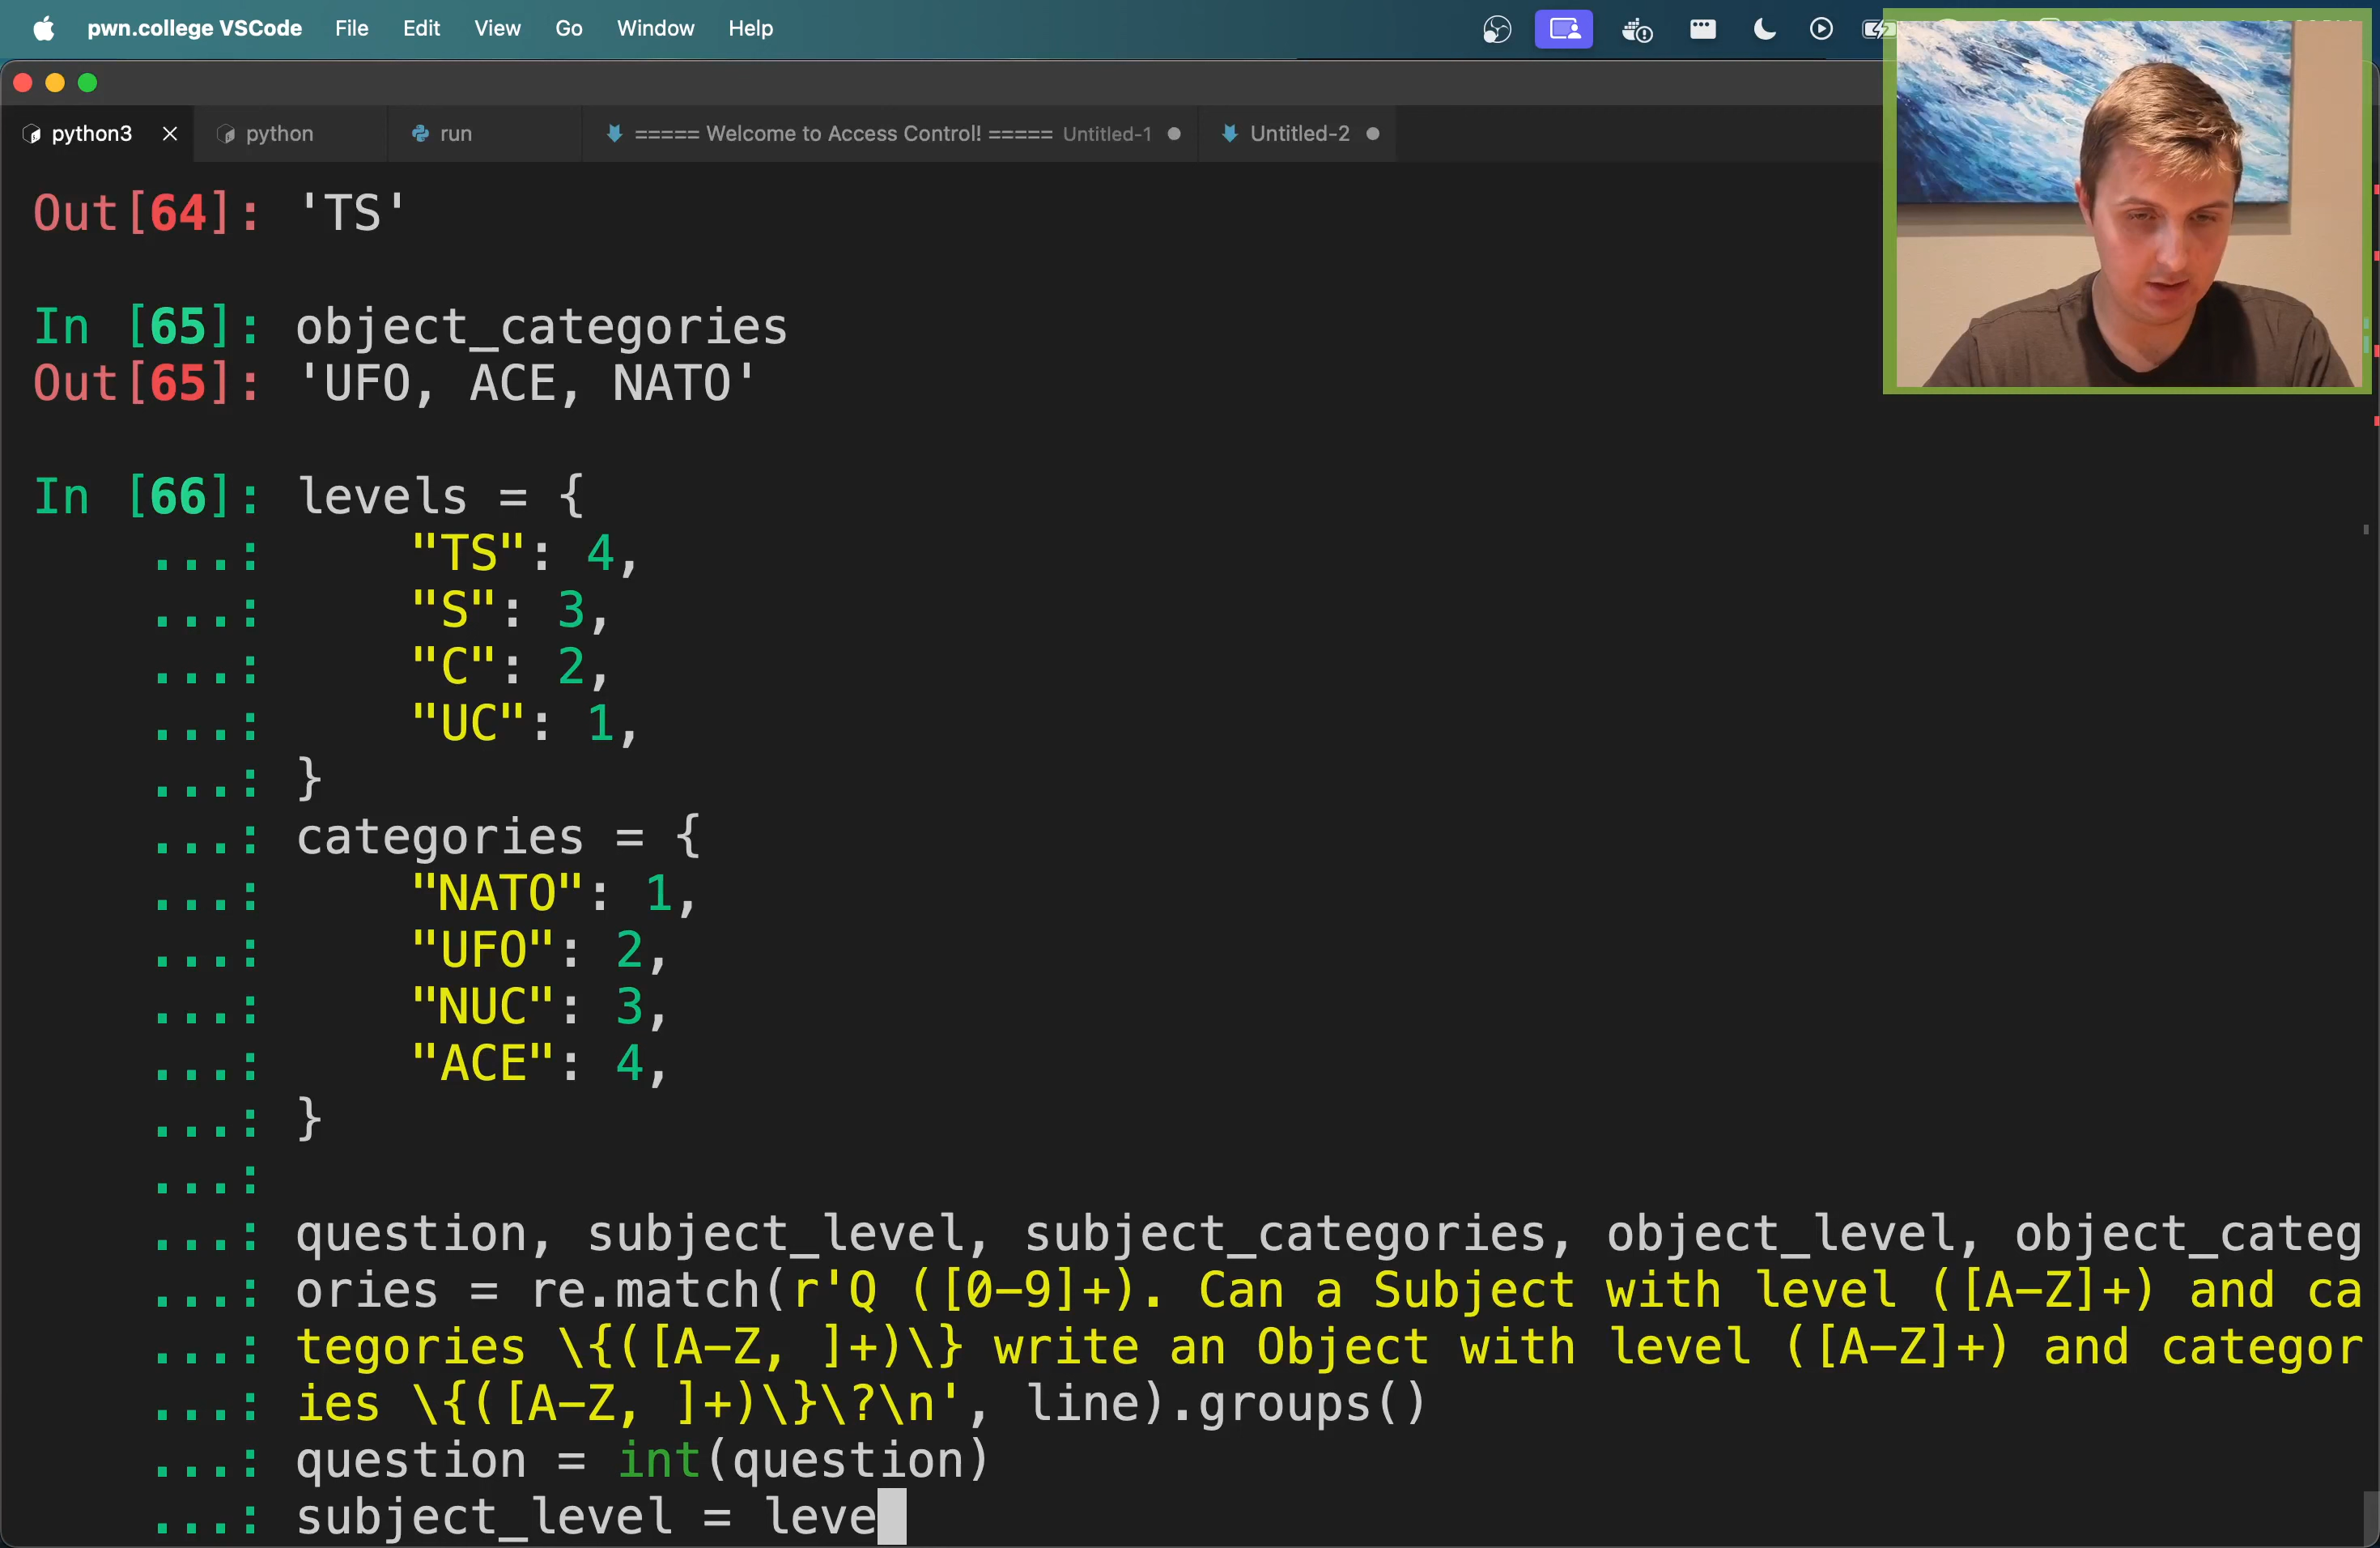 pwn.college VSCode File Edit View Go Window Help
python3 python run ===== Welcome to Access Control! ===== Untitled-1 Untitled-2
Out[64]: 'TS'
In [65]: object_categories
Out[65]: 'UFO, ACE, NATO'
In [66]: levels = {
...: "TS": 4,
...: "S": 3,
...: "C": 2,
...: "UC": 1,
...: }
...: categories = {
...: "NATO": 1,
...: "UFO": 2,
...: "NUC": 3,
...: "ACE": 4,
...: }
...:
...: question, subject_level, subject_categories, object_level, object_categ
...: ories = re.match(r'Q ([0-9]+). Can a Subject with level ([A-Z]+) and ca
...: tegories \{([A-Z, ]+)\} write an Object with level ([A-Z]+) and categor
...: ies \{([A-Z, ]+)\}\?\n', line).groups()
...: question = int(question)
...: subject_level = leve